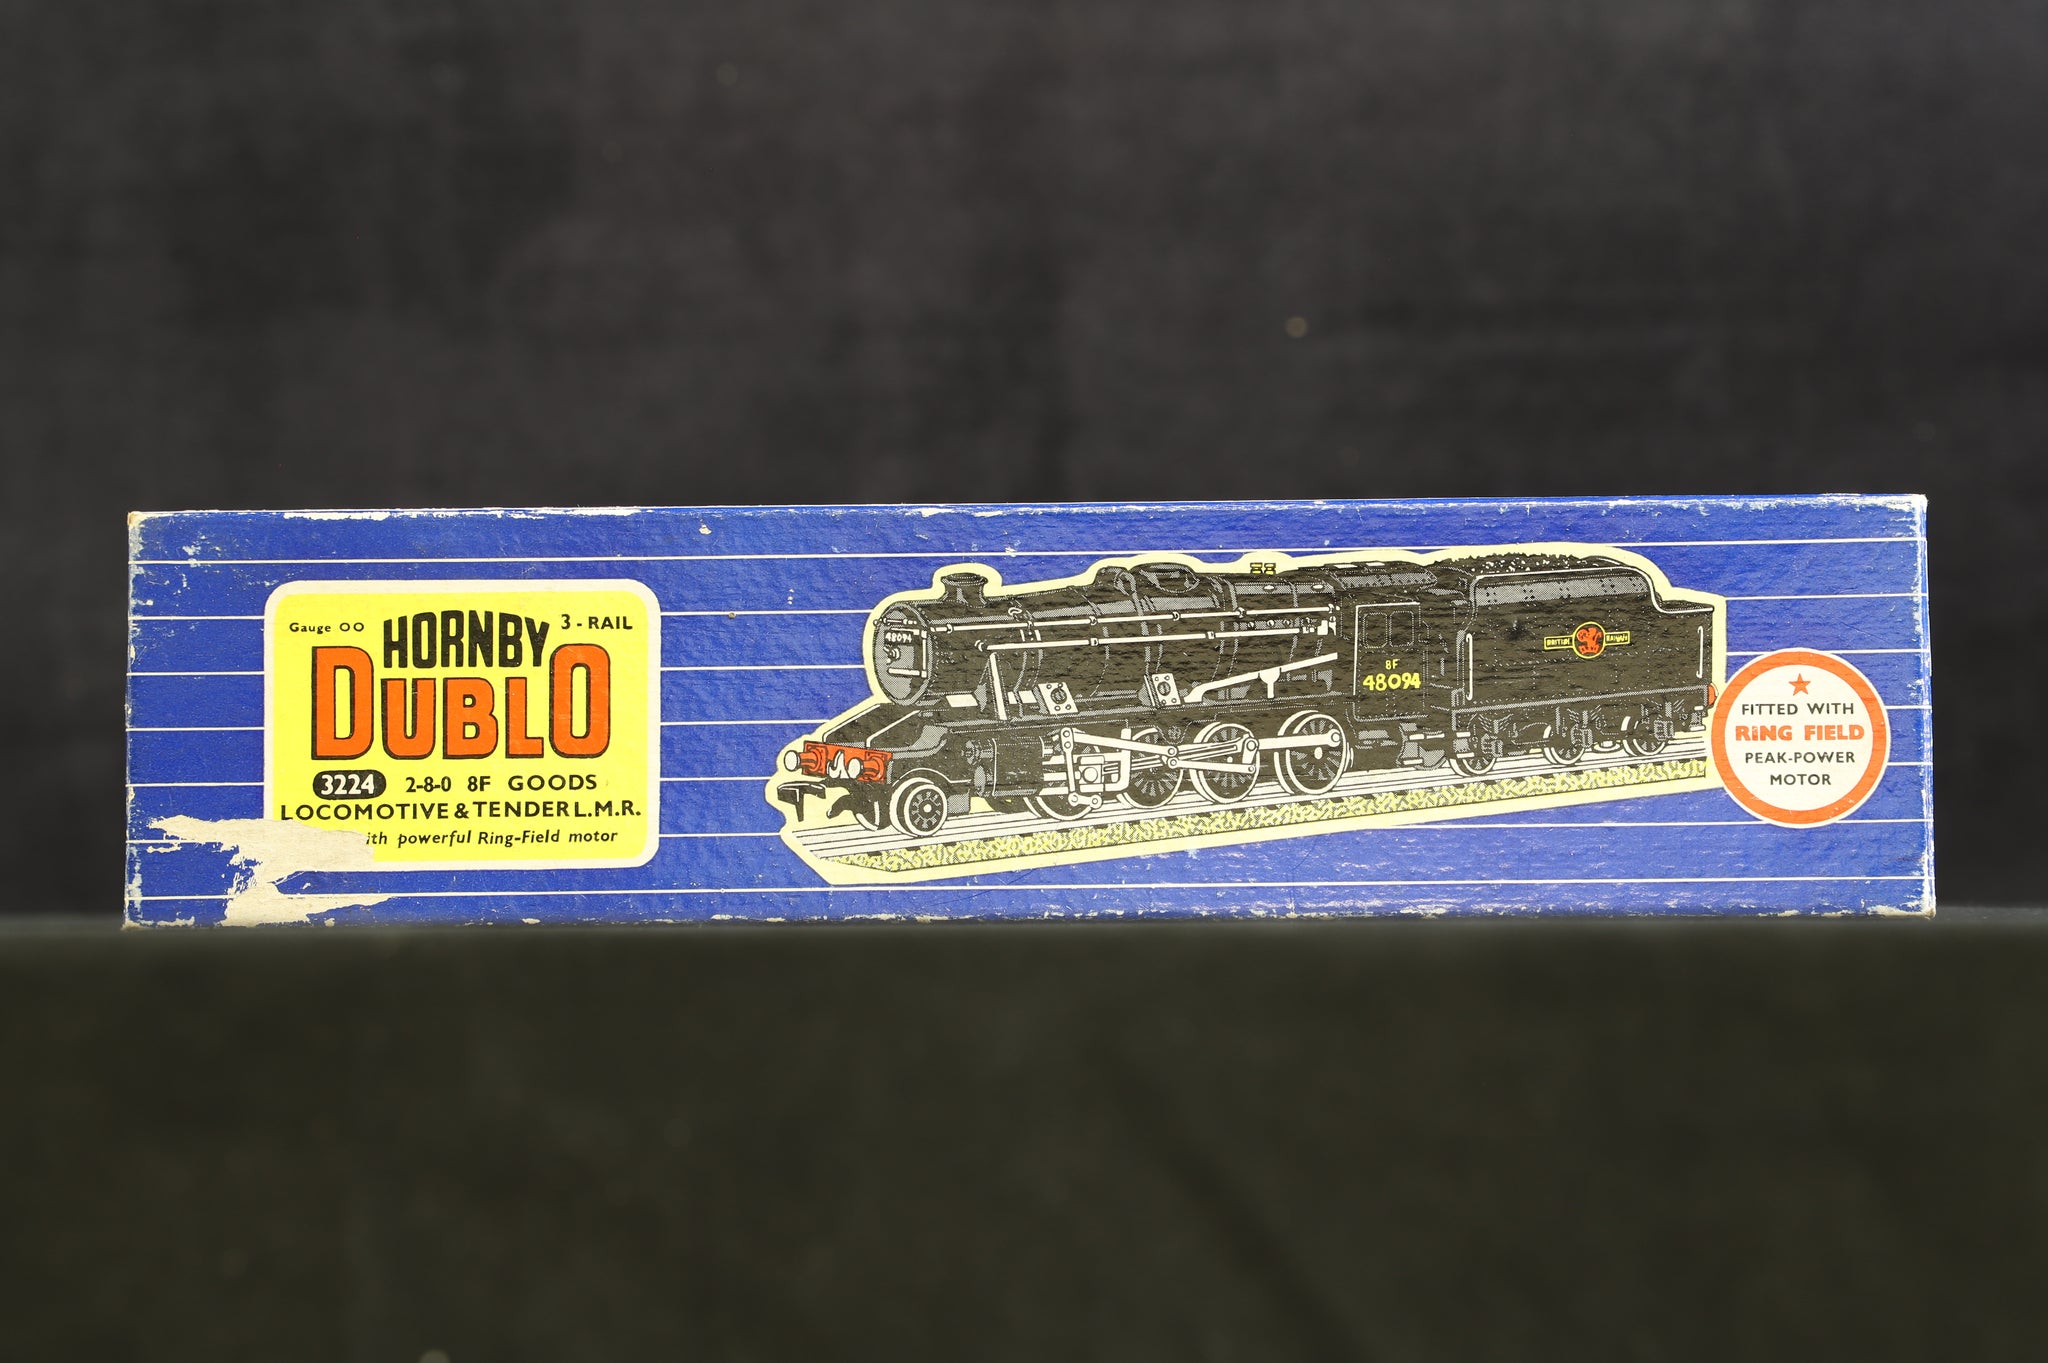 Gauge OO HORNBY 3-RAIL
DUBLO
3224 2-8-0 8F GOODS
LOCOMOTIVE & TENDER L.M.R.
ith powerful Ring-Field motor
48094
8F
48094
BRITISH RAILWAYS
FITTED WITH
RING FIELD
PEAK-POWER
MOTOR